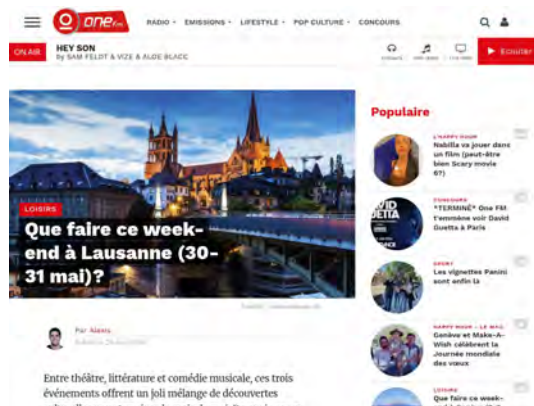 one fm
RADIO
EMISSIONS
LIFESTYLE
POP CULTURE
CONCOURS
ON AIR
HEY SON
by SAM FELDT & VIZE & ALOE BLACC
Ecouter
LOISIRS
Que faire ce week-
end à Lausanne (30-
31 mai)?
Par Alexis
Entre théâtre, littérature et comédie musicale, ces trois
événements offrent un joli mélange de découvertes
Populaire
L'HAPPY HOUR
Nabilla va jouer dans
un film (peut-être
bien Scary movie
6?)
CONCOURS
*TERMINÉ* One FM
t'emmène voir David
Guetta à Paris
SPORT
Les vignettes Panini
sont enfin là
HAPPY HOUR - LE MAG
Genève et Make-A-
Wish célèbrent la
Journée mondiale
des vœux
LOISIRS
Que faire ce week-